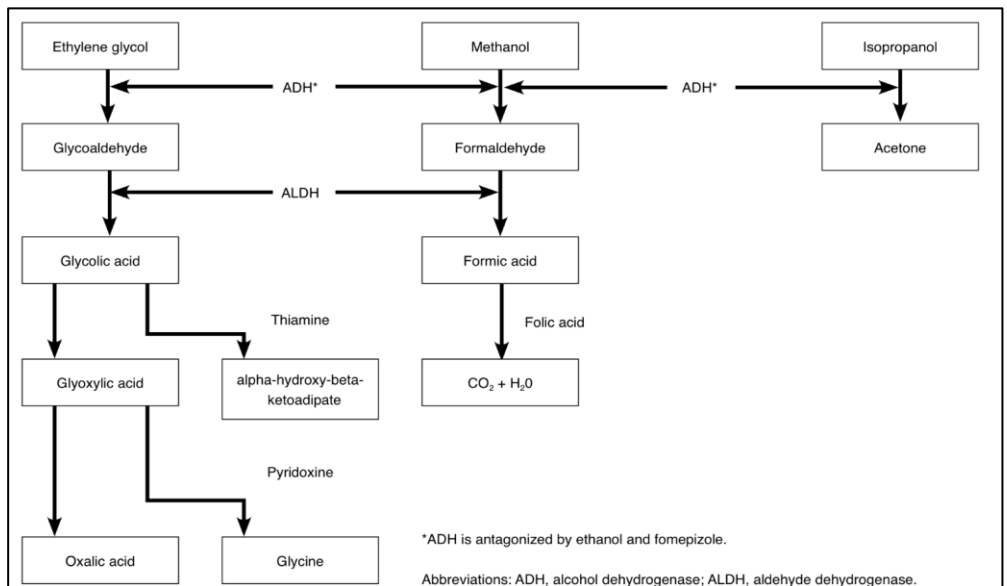 Ethylene glycol
Methanol
Isopropanol
ADH*
ADH*
Glycoaldehyde
Formaldehyde
Acetone
ALDH
Glycolic acid
Formic acid
Thiamine
Folic acid
Glyoxylic acid
alpha-hydroxy-beta-
ketoadipate
CO₂ + H₂0
Pyridoxine
*ADH is antagonized by ethanol and fomepizole.
Oxalic acid
Glycine
Abbreviations: ADH, alcohol dehydrogenase; ALDH, aldehyde dehydrogenase.